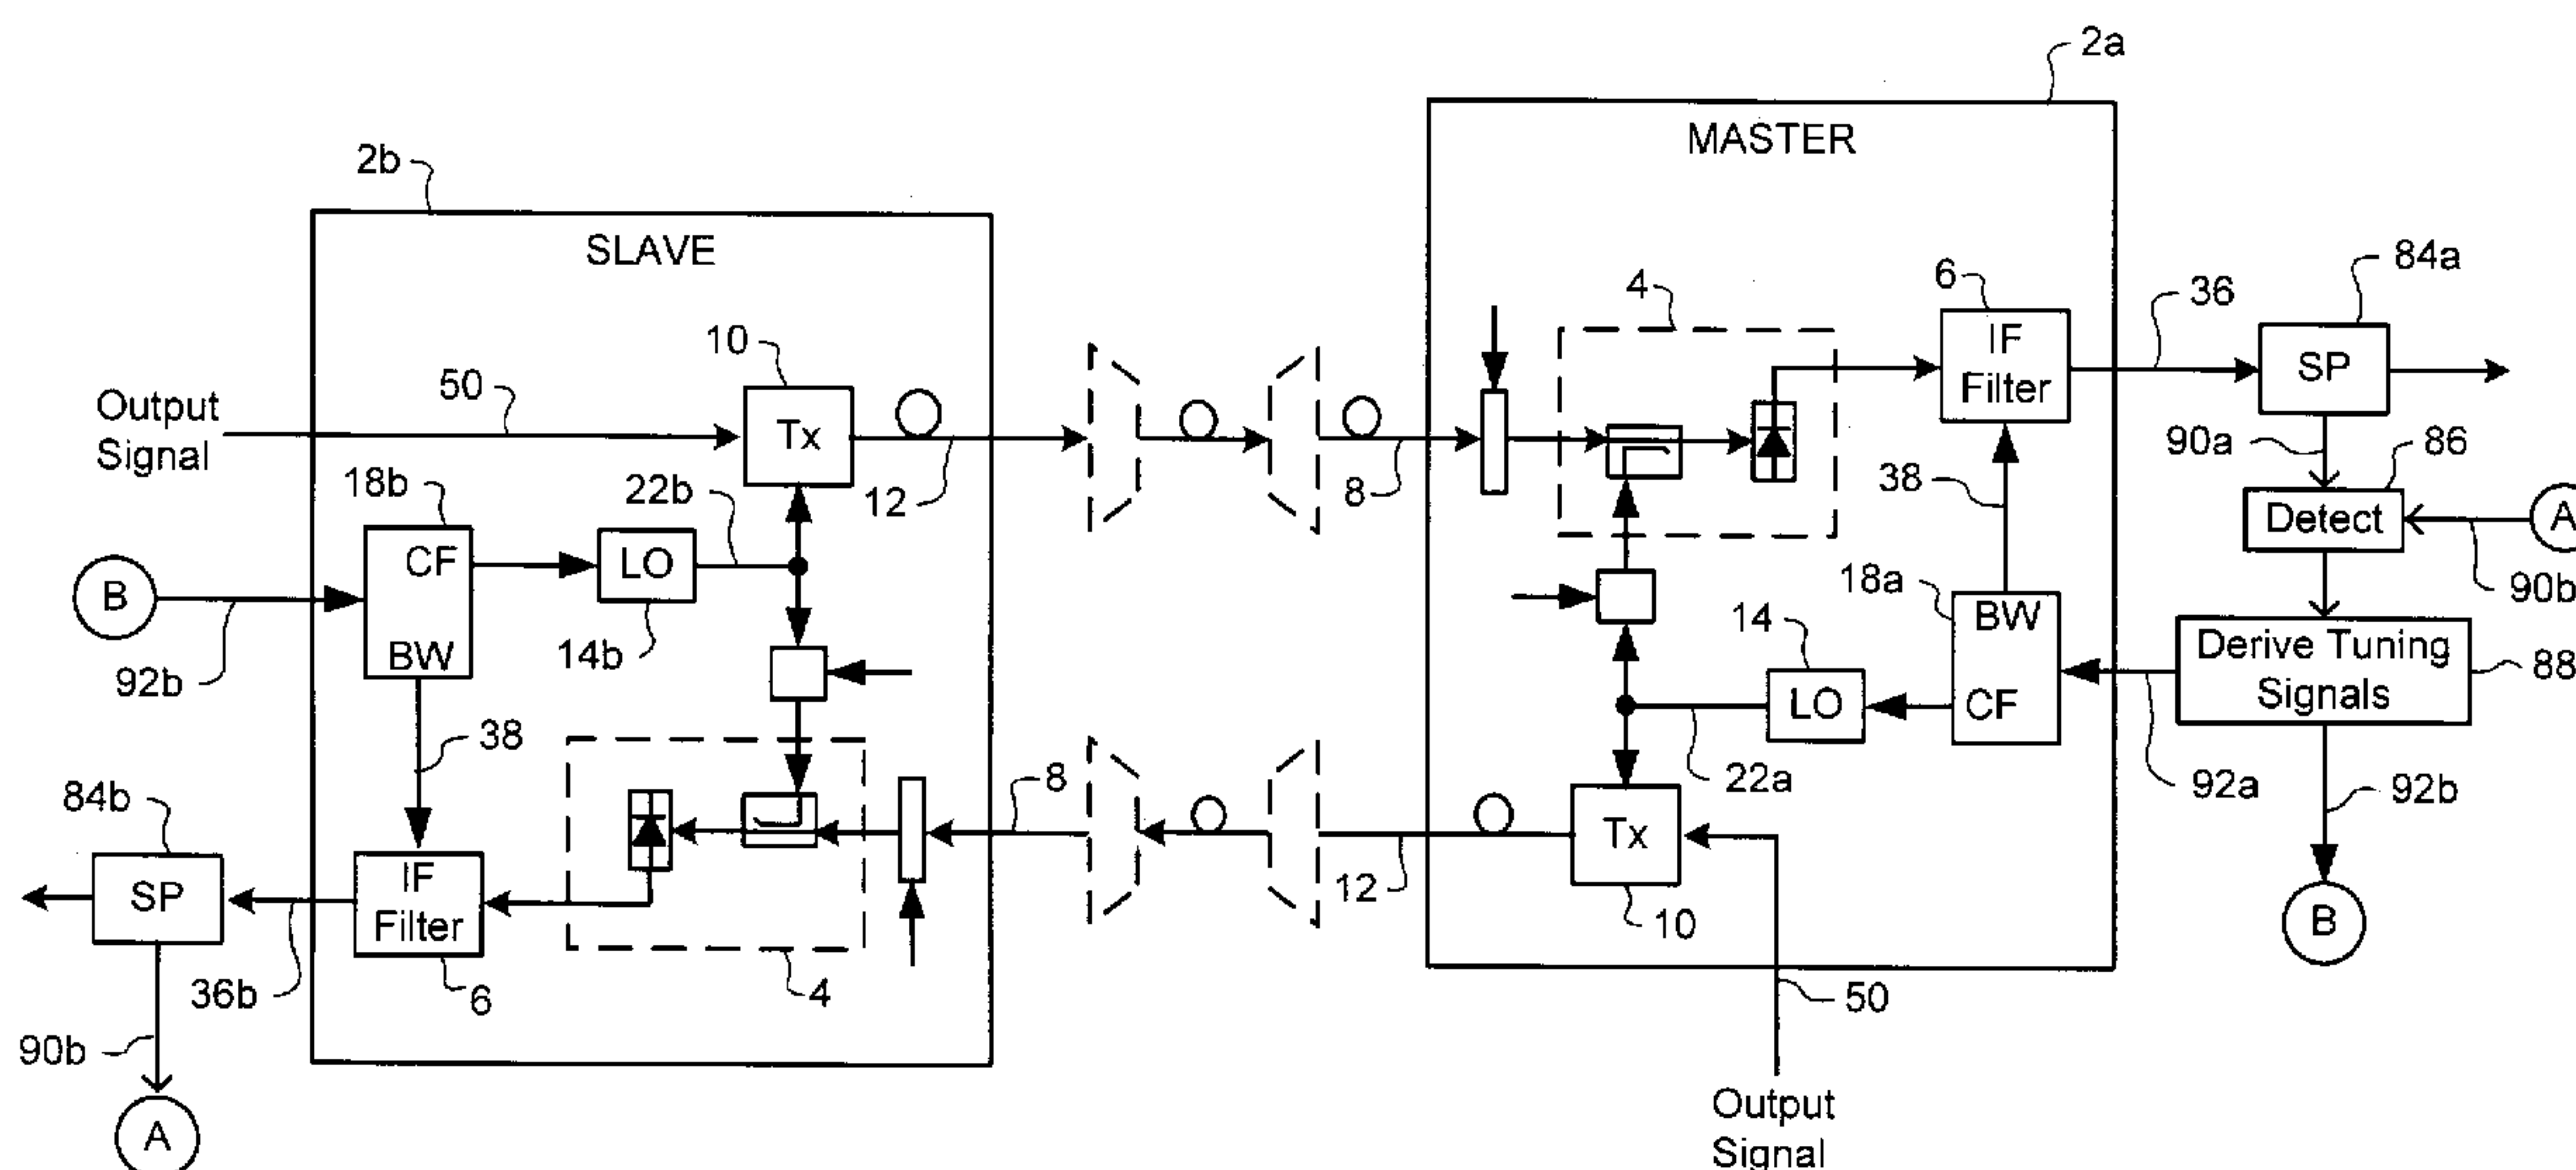 2a
MASTER
2b
SLAVE
84a
6
36
4
IF
Filter
SP
10
50
Output
Signal
Tx
12
8
90a
86
38
18b
22b
CF
LO
B
BW
92b
14b
Detect
A
90b
18a
14
BW
CF
LO
Derive Tuning
Signals
88
22a
92a
92b
38
8
84b
SP
IF
Filter
36b
6
4
90b
A
12
Tx
10
B
50
Output
Signal